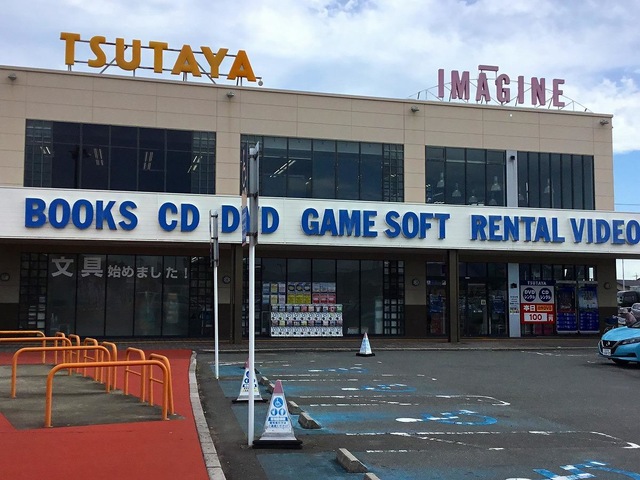 TSUTAYA
IMAGINE
BOOKS CD DVD GAME SOFT RENTAL VIDEO
文具始めました！
TSUTAYA
DVD
CD
本日
100